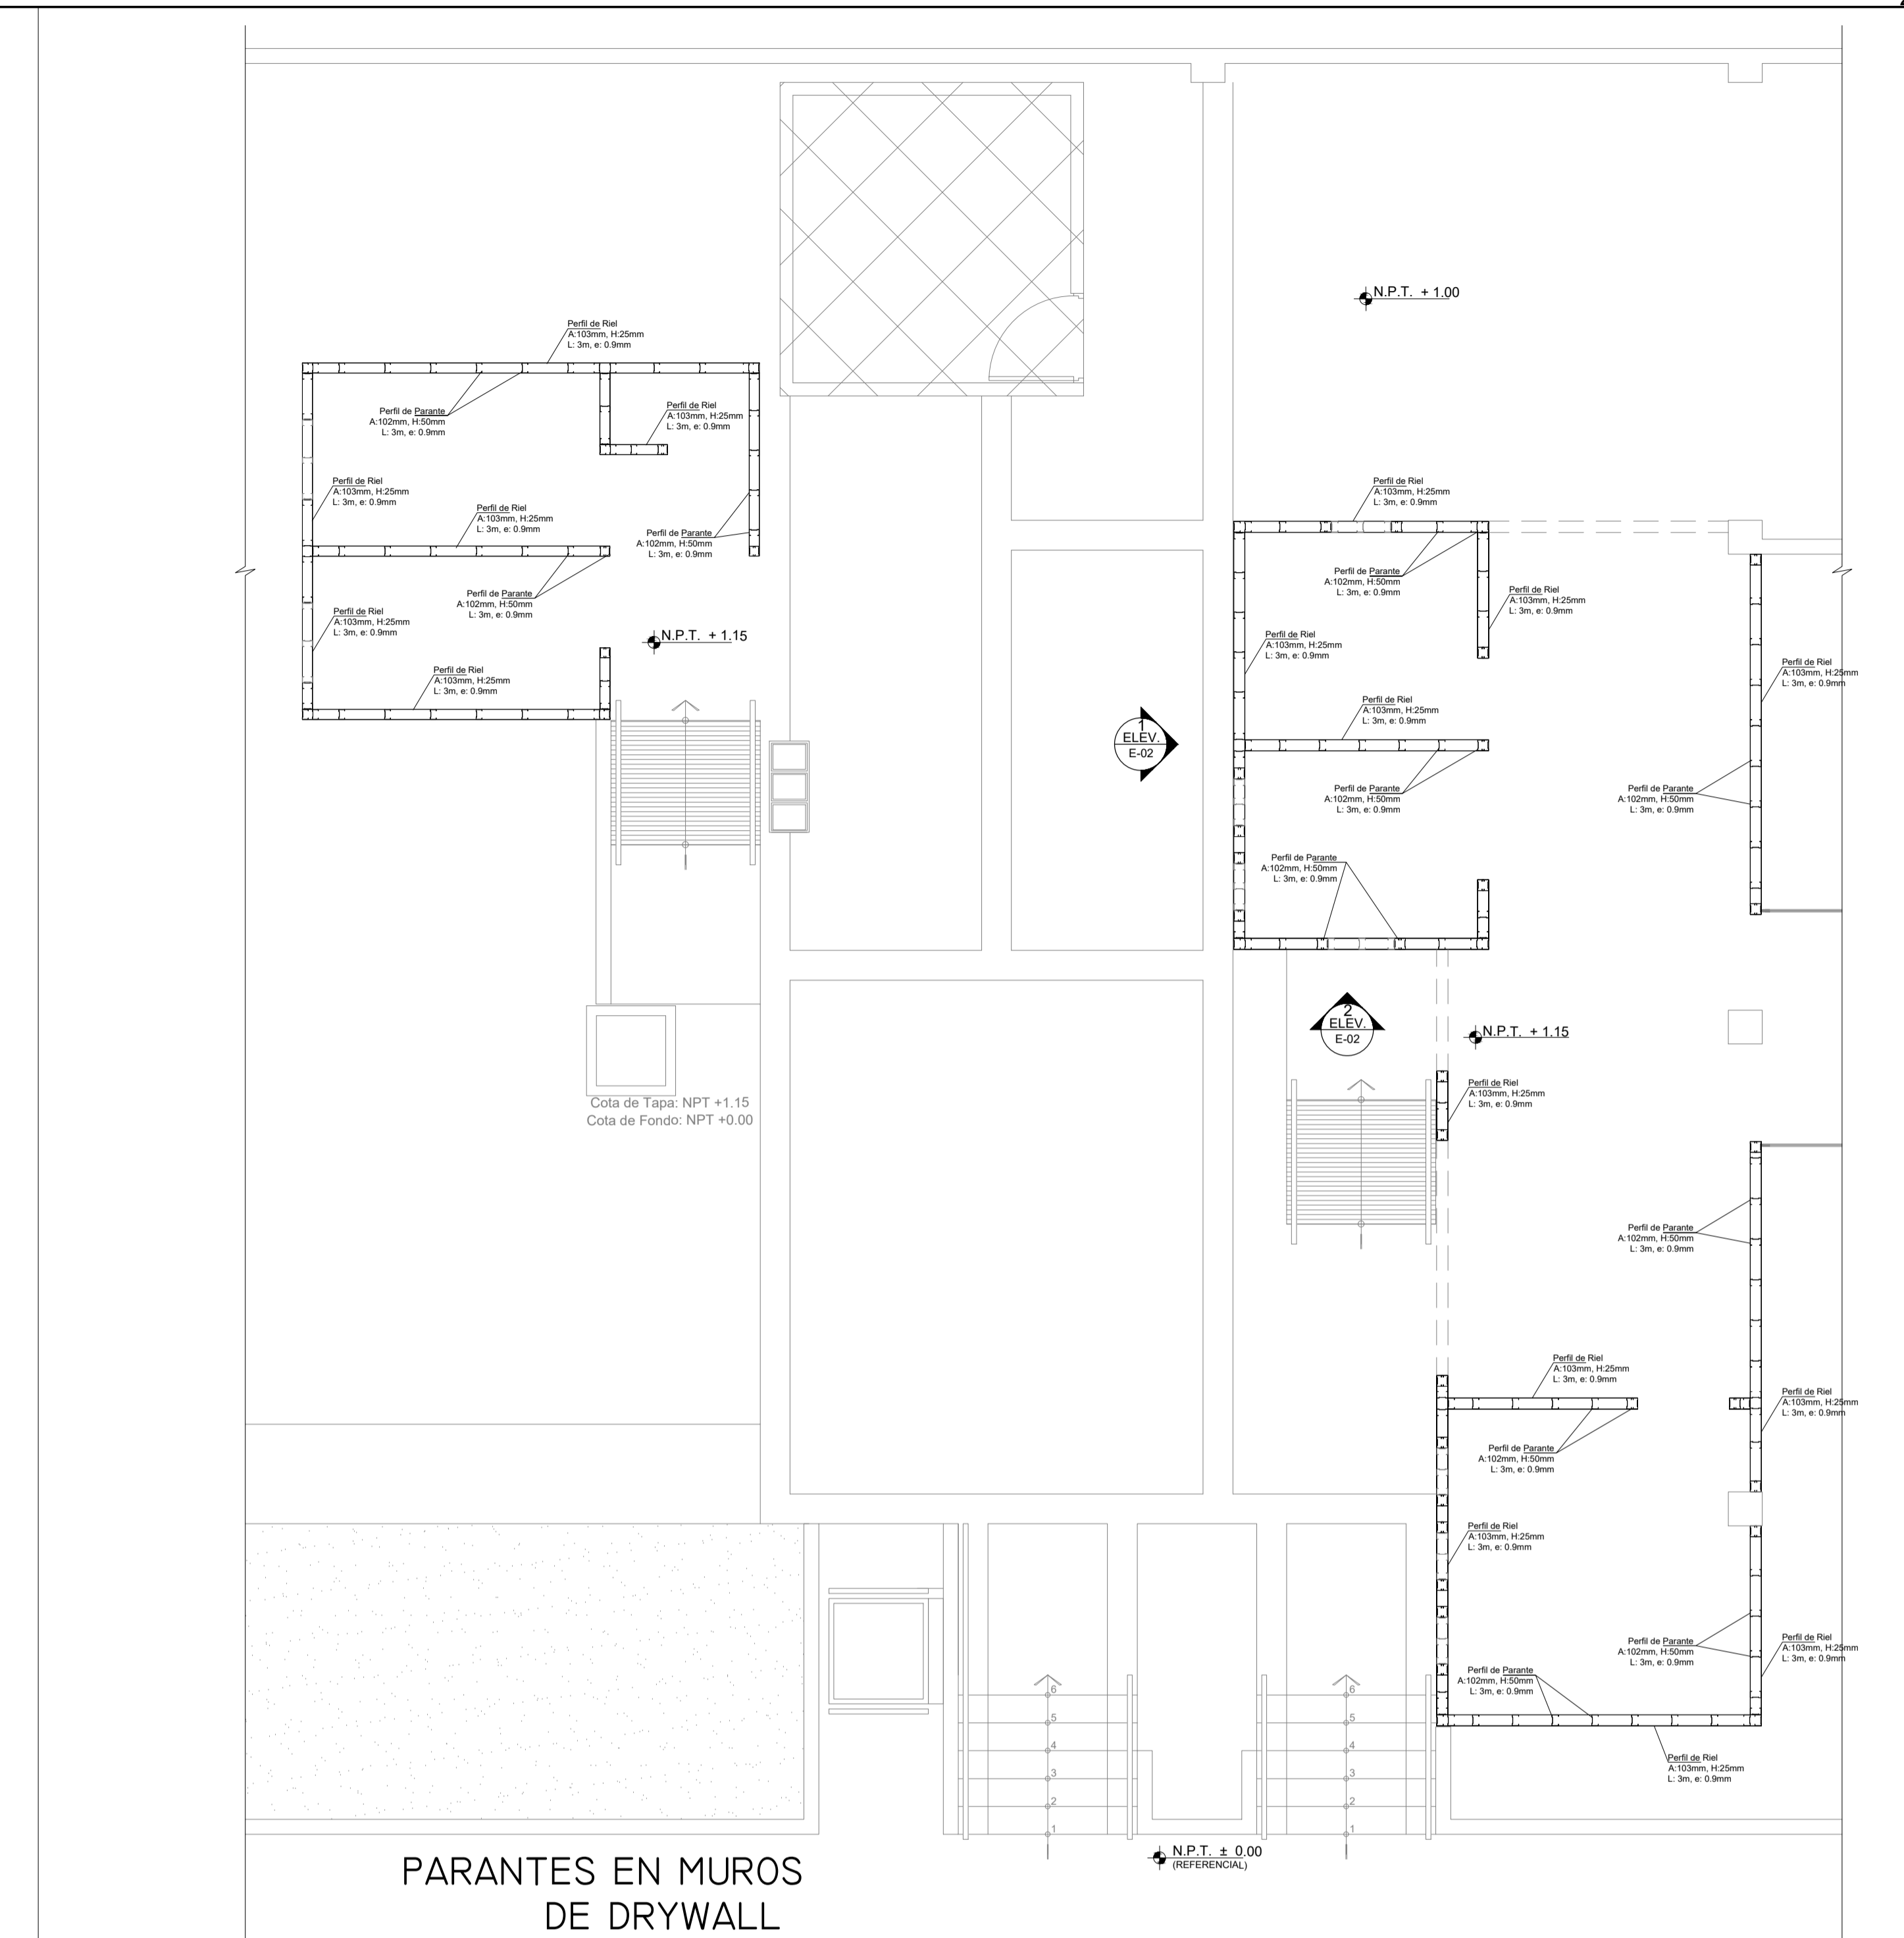 N.P.T. + 1.00
Perfil de Riel
A:103mm, H:25mm
L: 3m, e: 0.9mm
Perfil de Parante
A:102mm, H:50mm
L: 3m, e: 0.9mm
Perfil de Riel
A:103mm, H:25mm
L: 3m, e: 0.9mm
Perfil de Riel
A:103mm, H:25mm
L: 3m, e: 0.9mm
Perfil de Riel
A:103mm, H:25mm
L: 3m, e: 0.9mm
Perfil de Parante
A:102mm, H:50mm
L: 3m, e: 0.9mm
Perfil de Parante
A:102mm, H:50mm
L: 3m, e: 0.9mm
Perfil de Riel
A:103mm, H:25mm
L: 3m, e: 0.9mm
N.P.T. + 1.15
Perfil de Riel
A:103mm, H:25mm
L: 3m, e: 0.9mm
Perfil de Riel
A:103mm, H:25mm
L: 3m, e: 0.9mm
Perfil de Parante
A:102mm, H:50mm
L: 3m, e: 0.9mm
Perfil de Riel
A:103mm, H:25mm
L: 3m, e: 0.9mm
Perfil de Riel
A:103mm, H:25mm
L: 3m, e: 0.9mm
Perfil de Riel
A:103mm, H:25mm
L: 3m, e: 0.9mm
Perfil de Riel
A:103mm, H:25mm
L: 3m, e: 0.9mm
1
ELEV.
E-02
Perfil de Parante
A:102mm, H:50mm
L: 3m, e: 0.9mm
Perfil de Parante
A:102mm, H:50mm
L: 3m, e: 0.9mm
Perfil de Parante
A:102mm, H:50mm
L: 3m, e: 0.9mm
2
ELEV.
E-02
N.P.T. + 1.15
Cota de Tapa: NPT +1.15
Cota de Fondo: NPT +0.00
Perfil de Riel
A:103mm, H:25mm
L: 3m, e: 0.9mm
Perfil de Parante
A:102mm, H:50mm
L: 3m, e: 0.9mm
Perfil de Riel
A:103mm, H:25mm
L: 3m, e: 0.9mm
Perfil de Riel
A:103mm, H:25mm
L: 3m, e: 0.9mm
Perfil de Parante
A:102mm, H:50mm
L: 3m, e: 0.9mm
Perfil de Riel
A:103mm, H:25mm
L: 3m, e: 0.9mm
Perfil de Parante
A:102mm, H:50mm
L: 3m, e: 0.9mm
Perfil de Riel
A:103mm, H:25mm
L: 3m, e: 0.9mm
Perfil de Parante
A:102mm, H:50mm
L: 3m, e: 0.9mm
Perfil de Riel
A:103mm, H:25mm
L: 3m, e: 0.9mm
6
5
4
3
2
1
6
5
4
3
2
1
N.P.T. ± 0.00
(REFERENCIAL)
PARANTES EN MUROS
DE DRYWALL